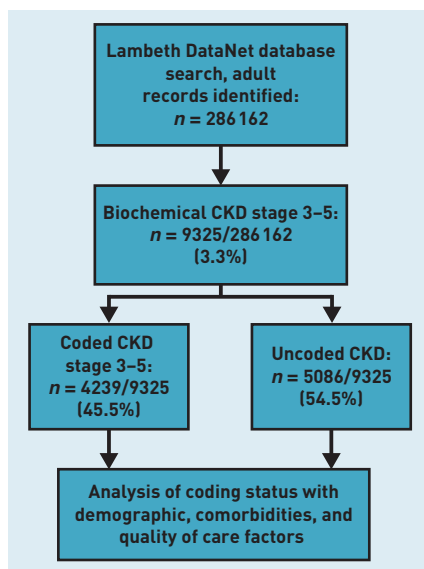 Lambeth DataNet database
search, adult
records identified:
n = 286 162
Biochemical CKD stage 3–5:
n = 9325/286 162
(3.3%)
Coded CKD
stage 3–5:
n = 4239/9325
(45.5%)
Uncoded CKD:
n = 5086/9325
(54.5%)
Analysis of coding status with
demographic, comorbidities, and
quality of care factors